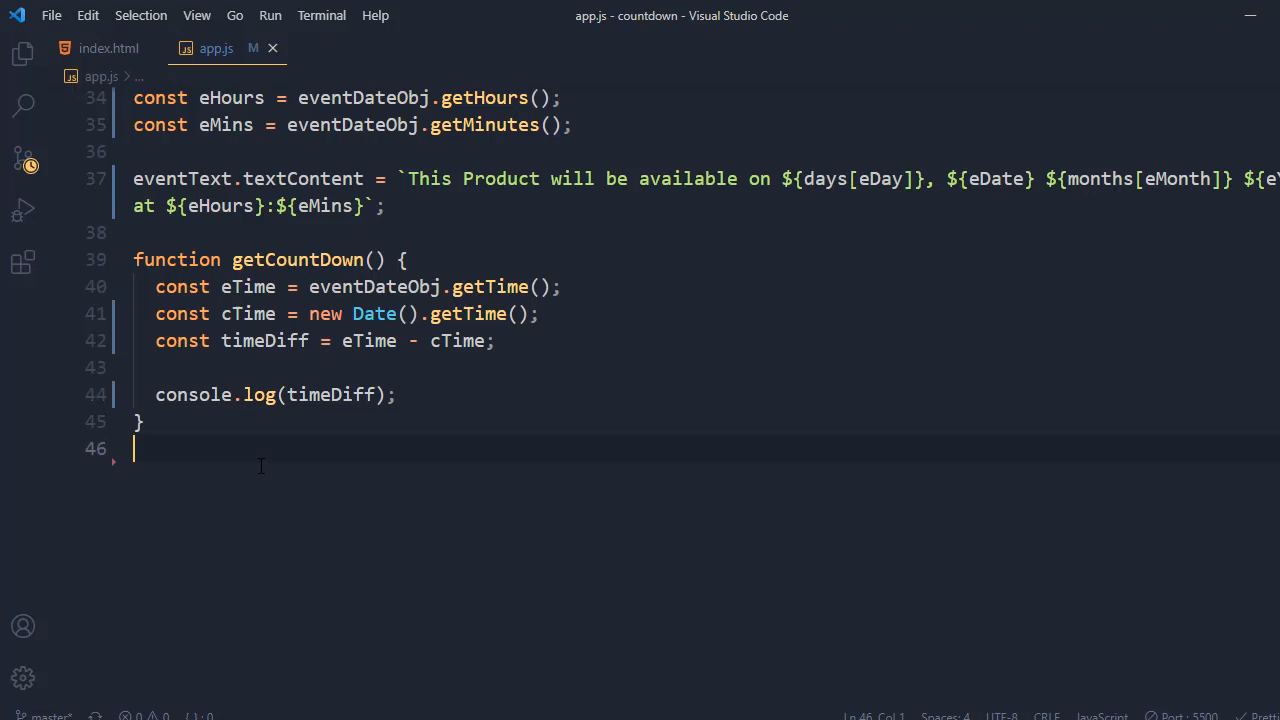 File Edit Selection View Go Run Terminal Help app.js - countdown - Visual Studio Code
index.html app.js M
app.js > ...
34 const eHours = eventDateObj.getHours();
35 const eMins = eventDateObj.getMinutes();
36
37 eventText.textContent = `This Product will be available on ${days[eDay]}, ${eDate} ${months[eMonth]} ${eY
at ${eHours}:${eMins}`;
38
39 function getCountDown() {
40 const eTime = eventDateObj.getTime();
41 const cTime = new Date().getTime();
42 const timeDiff = eTime - cTime;
43
44 console.log(timeDiff);
45 }
46
master* 0 0 { } : 0 Ln 46, Col 1 Spaces: 4 UTF-8 CRLF JavaScript Port : 5500 Pretti